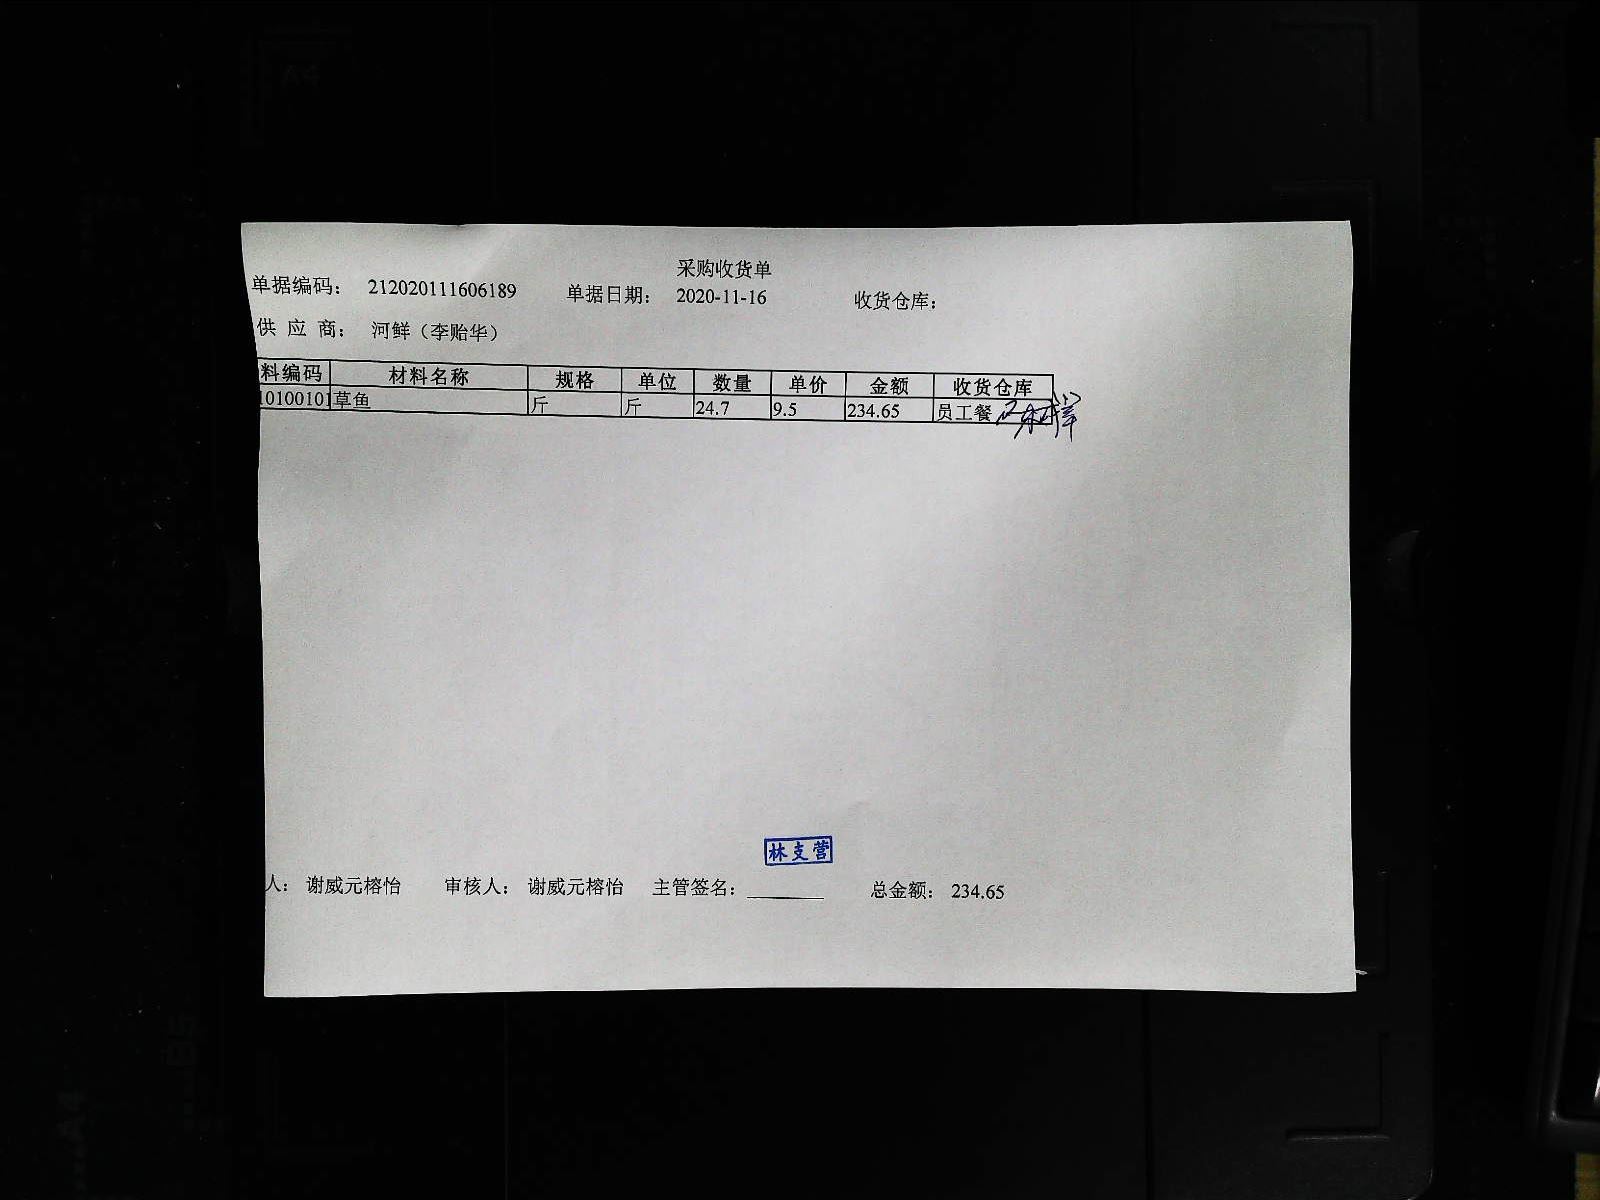 采购收货单
单据编码： 212020111606189 单据日期： 2020-11-16 收货仓库：
供 应 商： 河鲜（李贻华）
料编码 材料名称 规格 单位 数量 单价 金额 收货仓库
10100101 草鱼 斤 斤 24.7 9.5 234.65 员工餐
林支营
人： 谢威元榕怡 审核人： 谢威元榕怡 主管签名： 总金额： 234.65